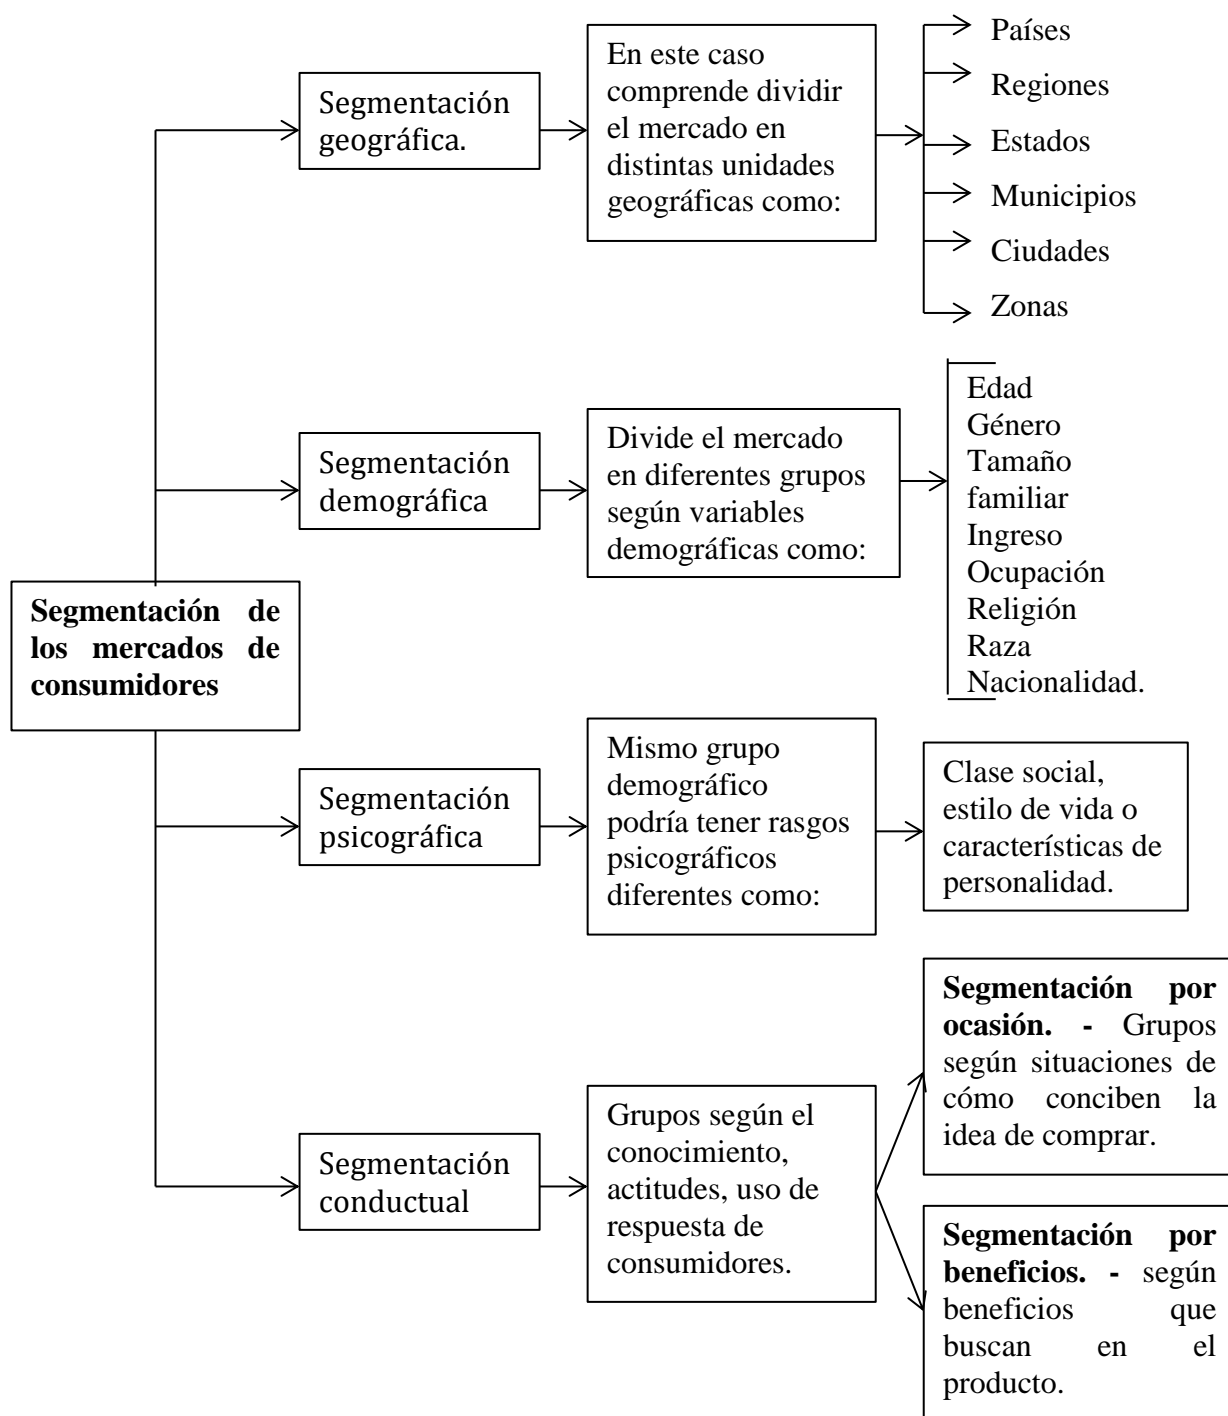 Segmentación de
los mercados de
consumidores
Segmentación
geográfica.
En este caso
comprende dividir
el mercado en
distintas unidades
geográficas como:
Países
Regiones
Estados
Municipios
Ciudades
Zonas
Segmentación
demográfica
Divide el mercado
en diferentes grupos
según variables
demográficas como:
Edad
Género
Tamaño
familiar
Ingreso
Ocupación
Religión
Raza
Nacionalidad.
Segmentación
psicográfica
Mismo grupo
demográfico
podría tener rasgos
psicográficos
diferentes como:
Clase social,
estilo de vida o
características de
personalidad.
Segmentación
conductual
Grupos según el
conocimiento,
actitudes, uso de
respuesta de
consumidores.
Segmentación por
ocasión. - Grupos
según situaciones de
cómo conciben la
idea de comprar.
Segmentación por
beneficios. - según
beneficios que
buscan en el
producto.